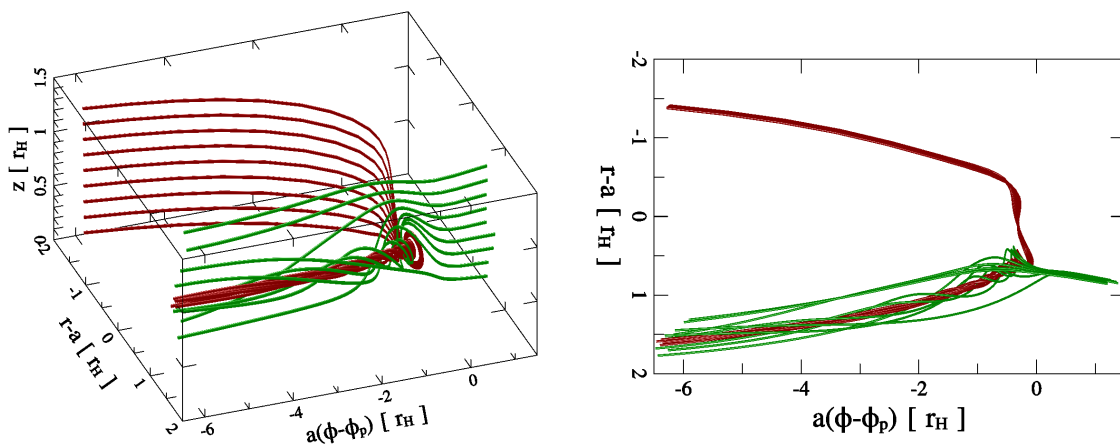 z [ r_H ]
1.5
1
0.5
0
-2
-1
0
1
2
r-a [ r_H ]
-6 -4 -2 0
a(ϕ-ϕ_p) [ r_H ]
-2
-1
0
1
2
r-a [ r_H ]
-6 -4 -2 0
a(ϕ-ϕ_p) [ r_H ]